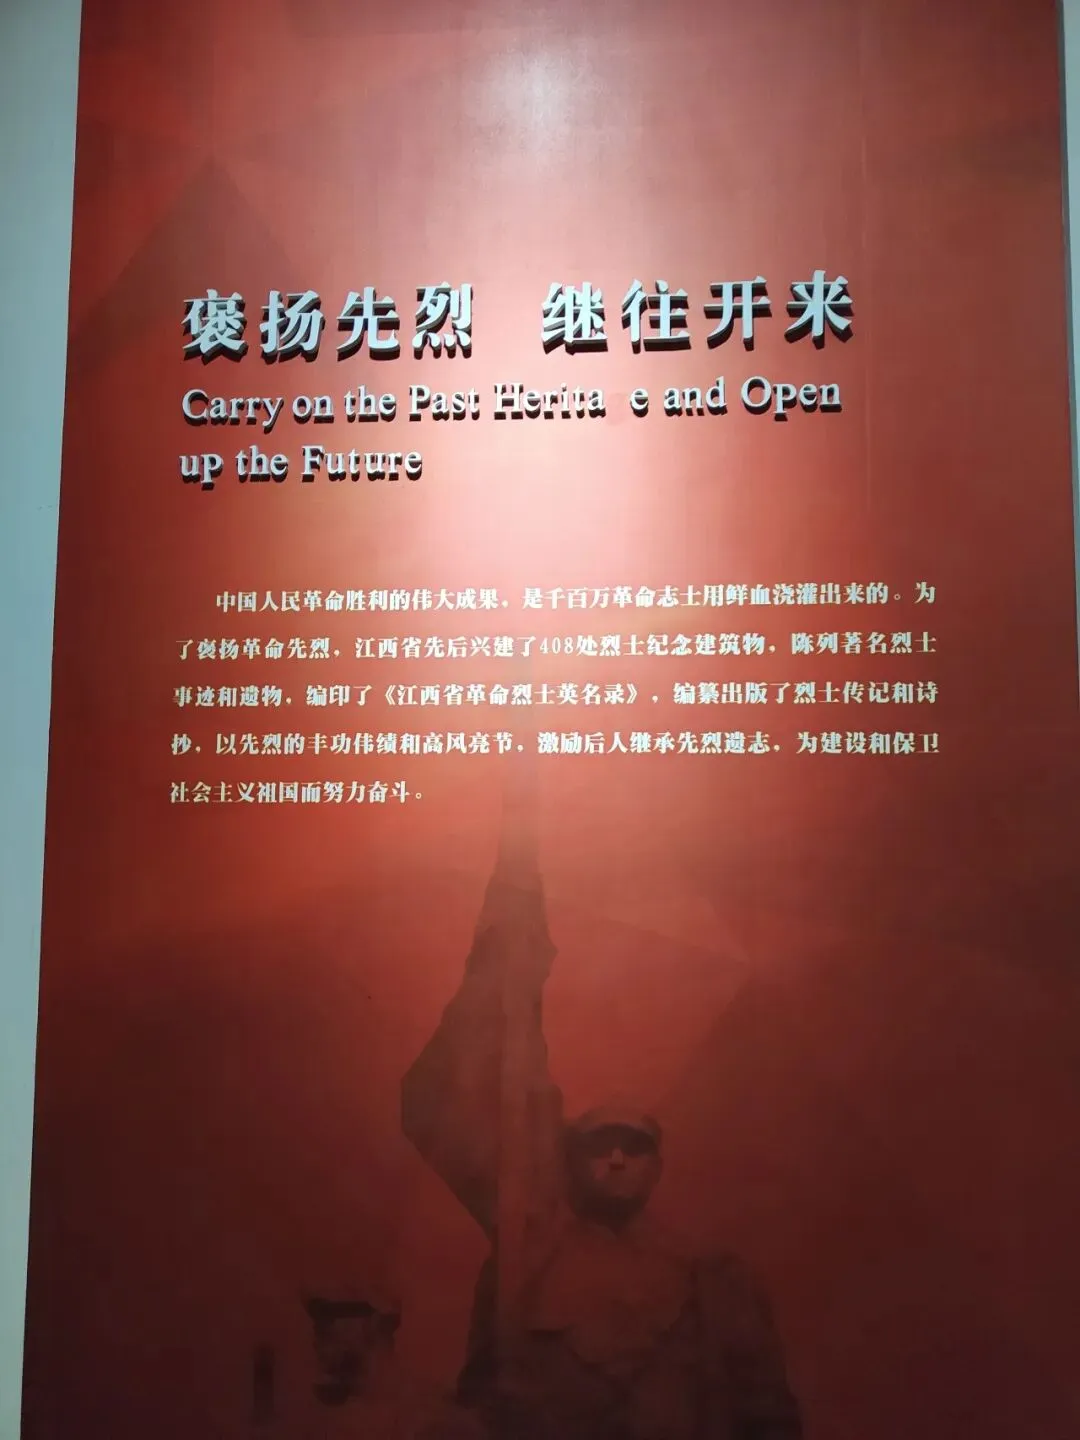 褒扬先烈 继往开来
Carry on the Past Herita e and Open
up the Future
中国人民革命胜利的伟大成果，是千百万革命志士用鲜血浇灌出来的。为
了褒扬革命先烈，江西省先后兴建了408处烈士纪念建筑物，陈列著名烈士
事迹和遗物，编印了《江西省革命烈士英名录》，编纂出版了烈士传记和诗
抄，以先烈的丰功伟绩和高风亮节，激励后人继承先烈遗志，为建设和保卫
社会主义祖国而努力奋斗。